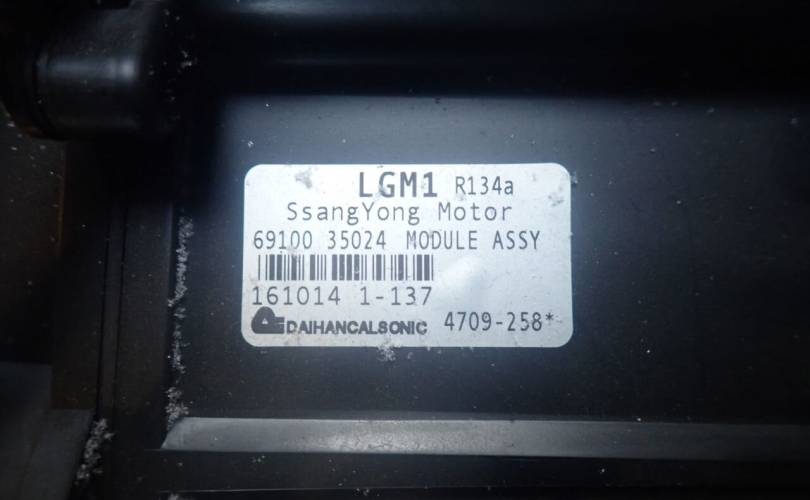 LGM1 R134a
SsangYong Motor
69100 35024 MODULE ASSY
161014 1-137
DAIHANCALSONIC 4709-258*